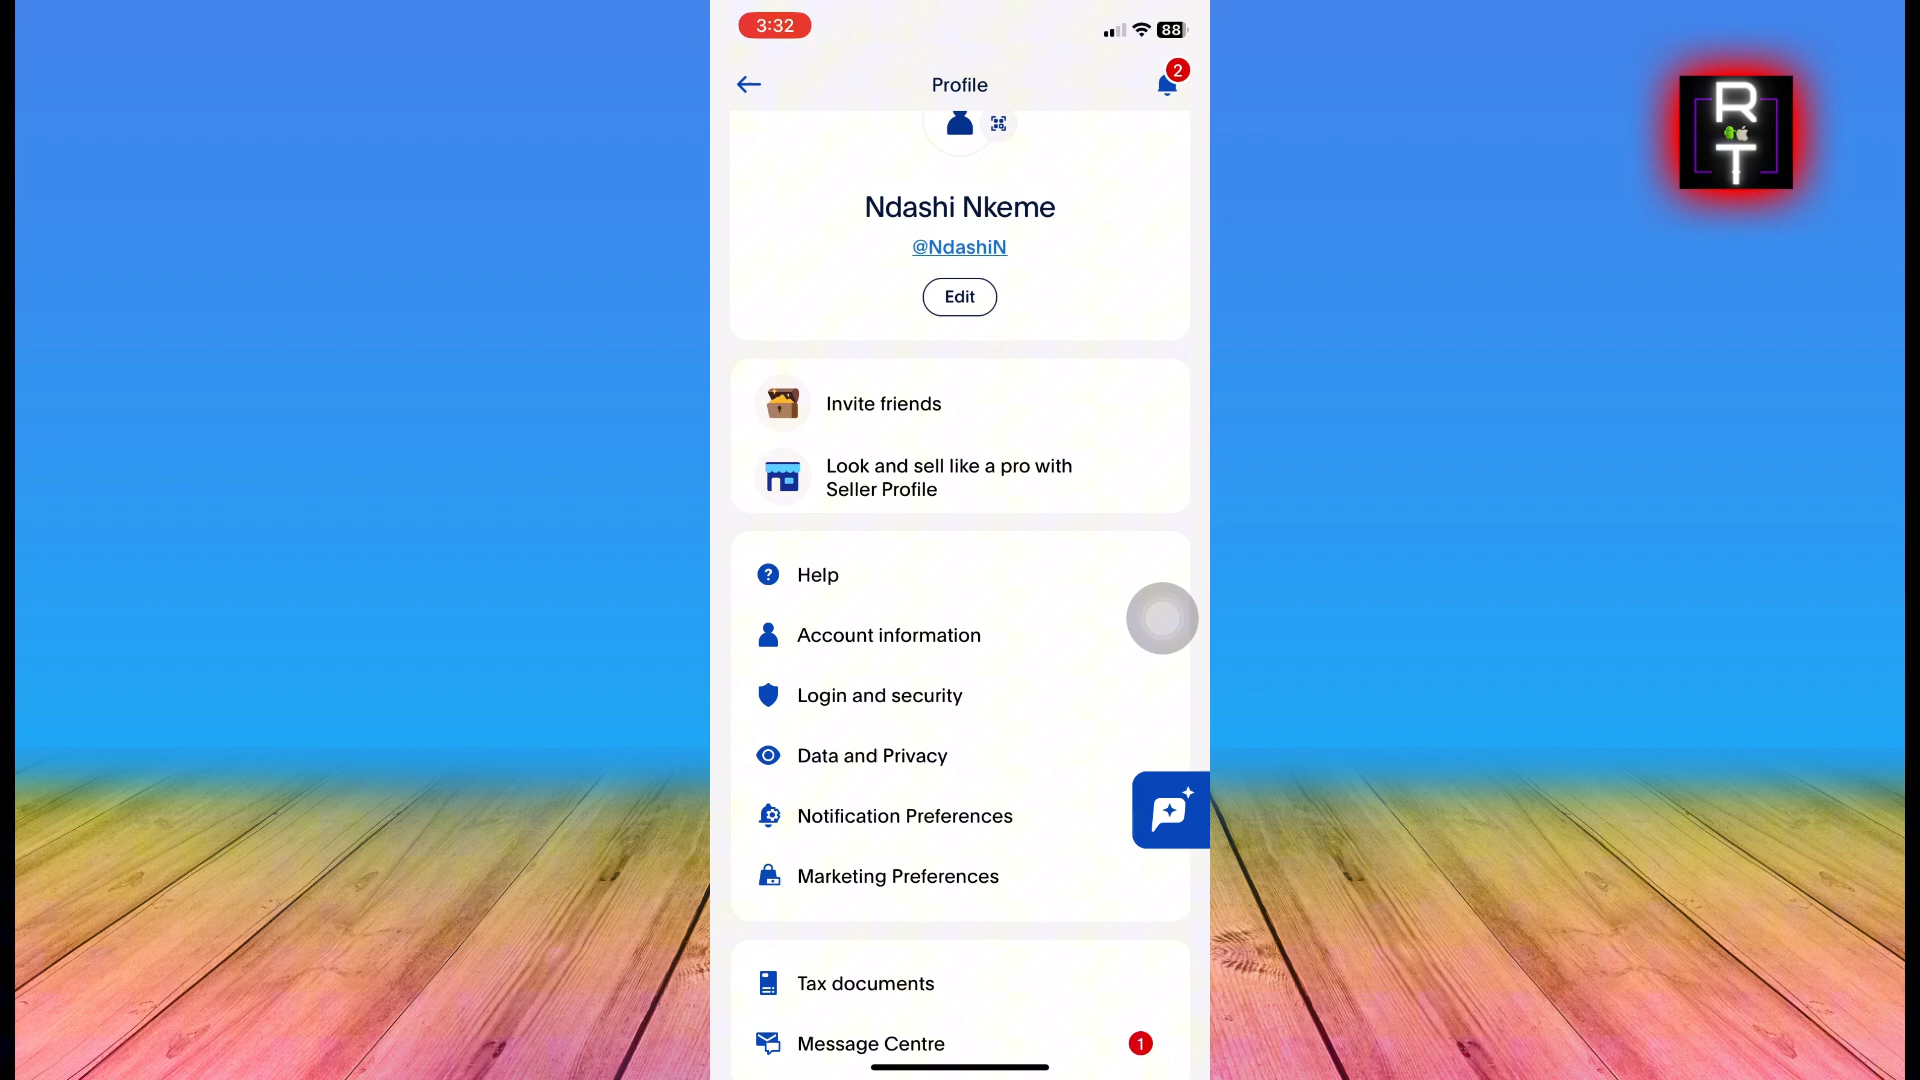 3:32
88
Profile
2
R
T
Ndashi Nkeme
@NdashiN
Edit
Invite friends
Look and sell like a pro with
Seller Profile
? Help
Account information
Login and security
Data and Privacy
Notification Preferences
Marketing Preferences
Tax documents
Message Centre
1